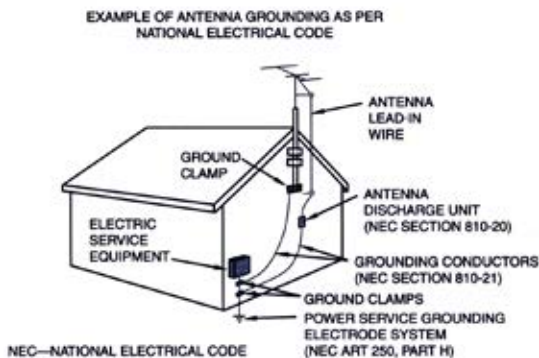 EXAMPLE OF ANTENNA GROUNDING AS PER
NATIONAL ELECTRICAL CODE
ANTENNA
LEAD-IN
WIRE
GROUND
CLAMP
ANTENNA
DISCHARGE UNIT
(NEC SECTION 810-20)
ELECTRIC
SERVICE
EQUIPMENT
GROUNDING CONDUCTORS
(NEC SECTION 810-21)
GROUND CLAMPS
POWER SERVICE GROUNDING
ELECTRODE SYSTEM
(NEC ART 250, PART H)
NEC—NATIONAL ELECTRICAL CODE